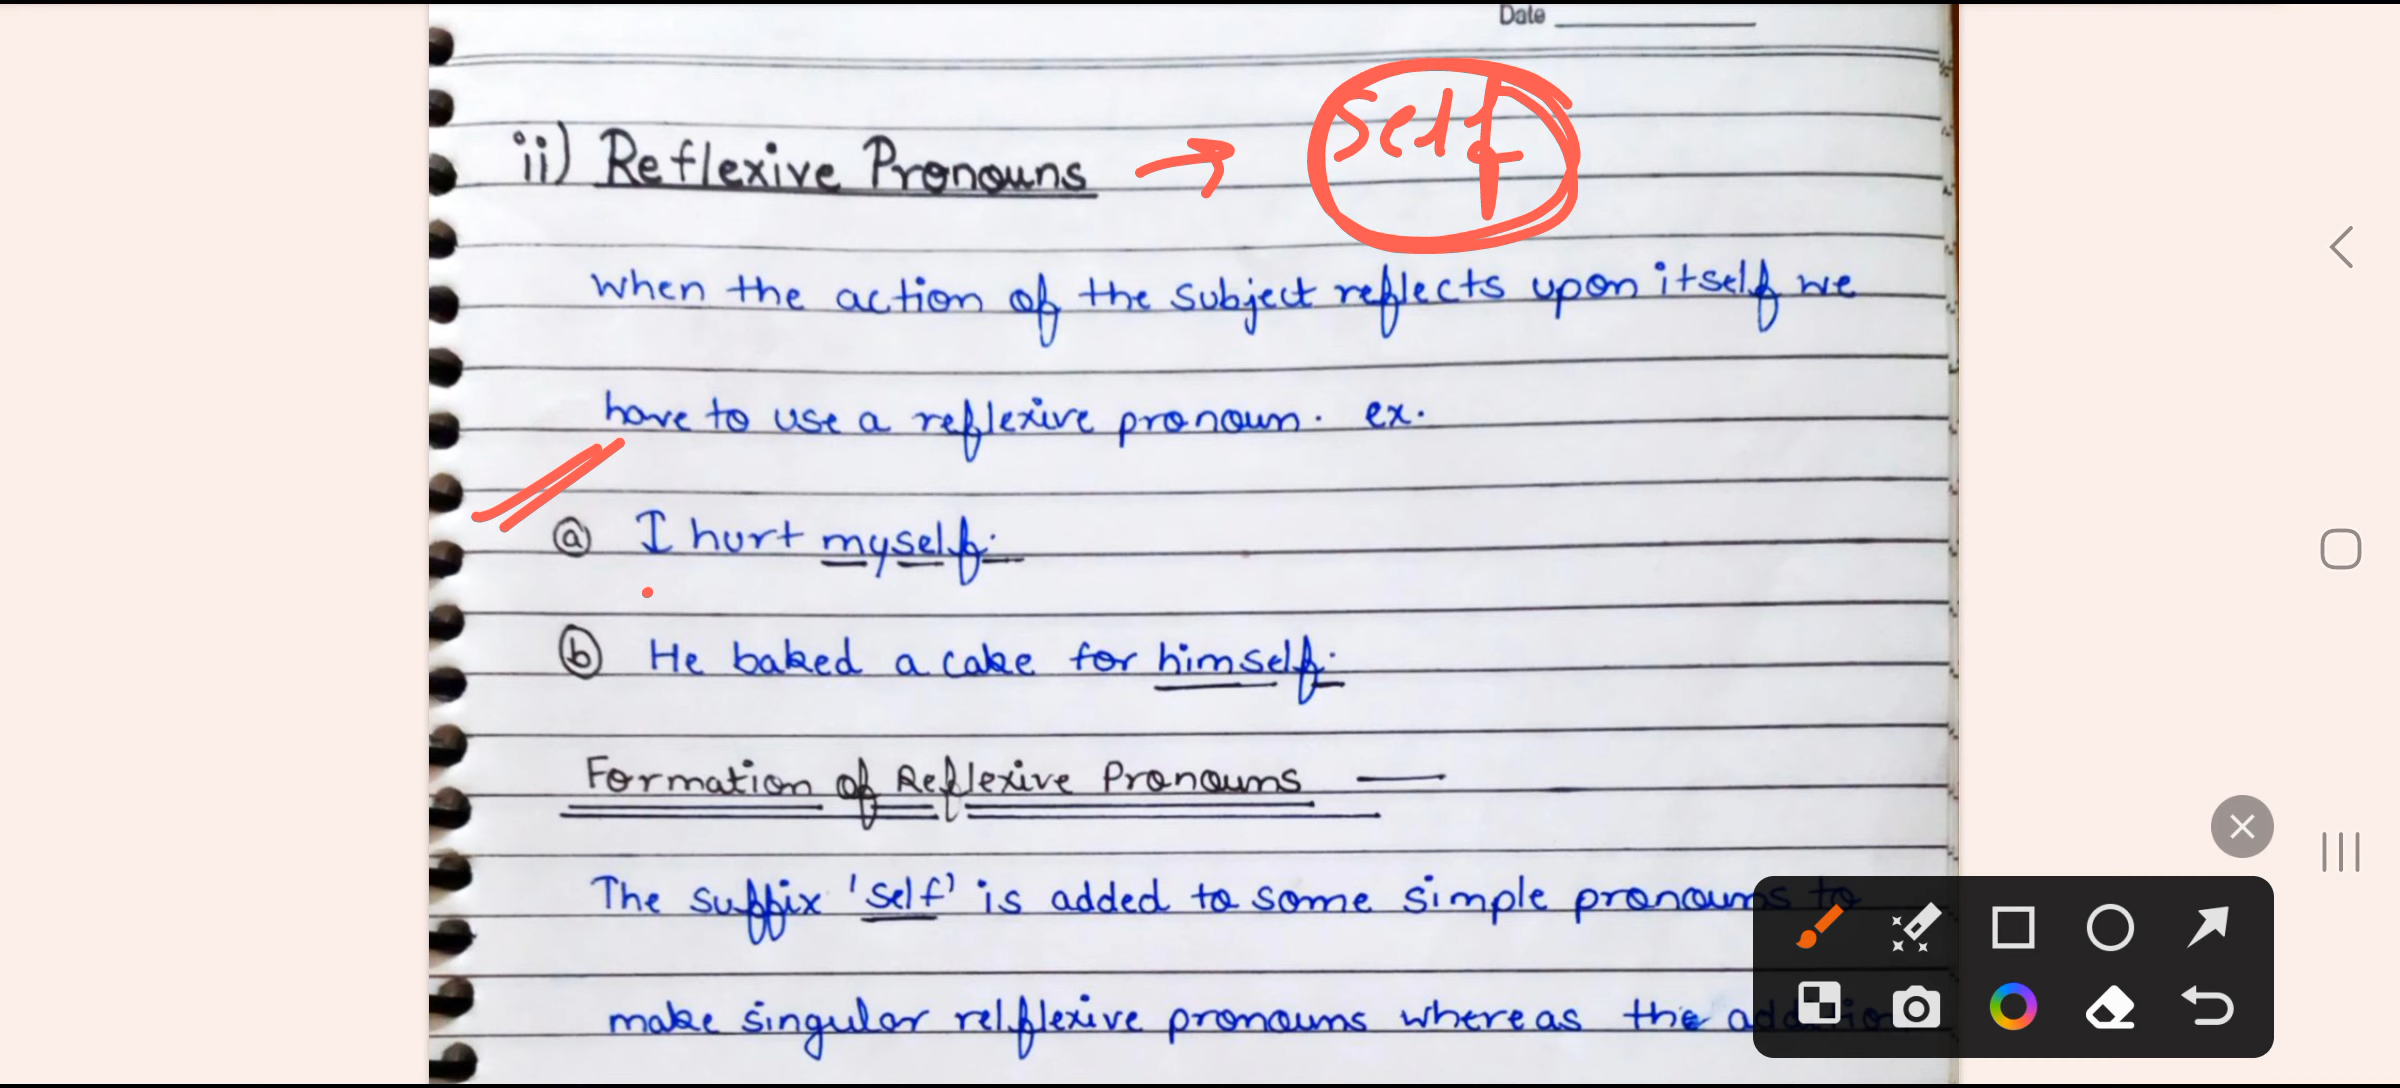 Date
ii) Reflexive Pronouns → self
when the action of the subject reflects upon itself we
have to use a reflexive pronoun. ex.
ⓐ I hurt myself.
ⓑ He baked a cake for himself.
Formation of Reflexive Pronouns —
The suffix 'self' is added to some simple pronouns to
make singular relflexive pronouns whereas the addition